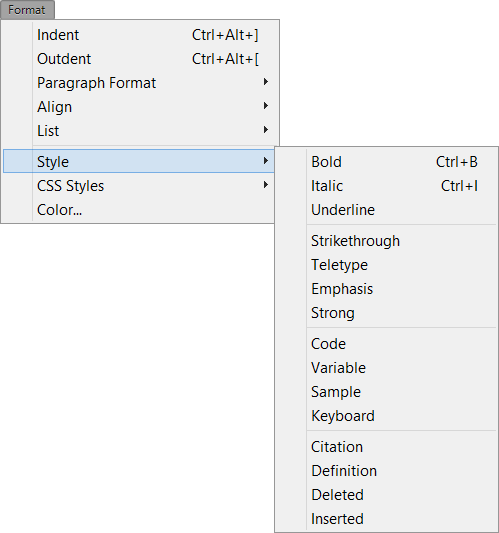 Format
Indent Ctrl+Alt+]
Outdent Ctrl+Alt+[
Paragraph Format
Align
List
Style
CSS Styles
Color...
Bold Ctrl+B
Italic Ctrl+I
Underline
Strikethrough
Teletype
Emphasis
Strong
Code
Variable
Sample
Keyboard
Citation
Definition
Deleted
Inserted